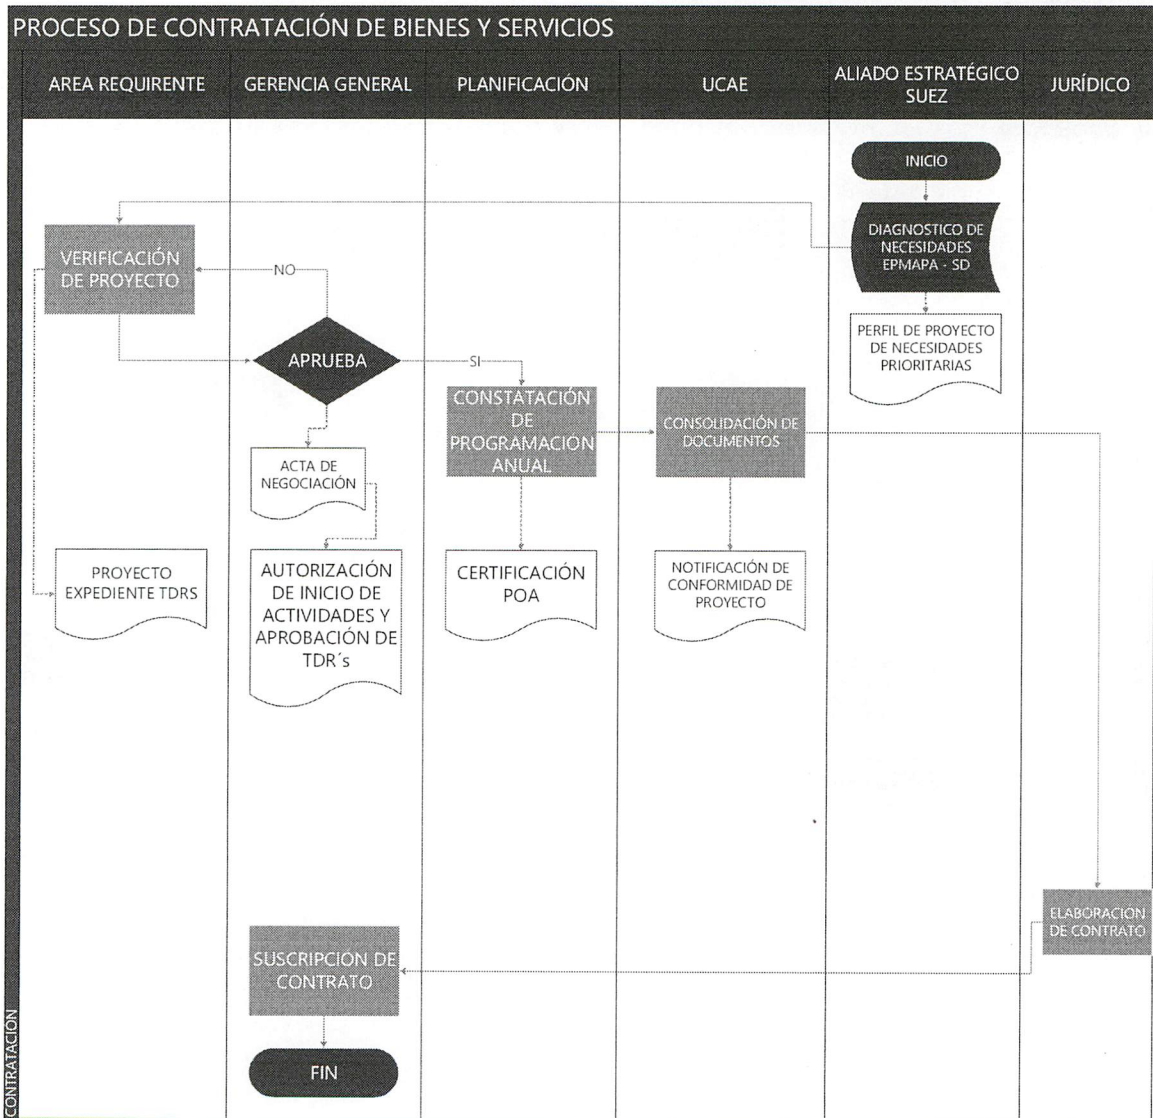 PROCESO DE CONTRATACIÓN DE BIENES Y SERVICIOS
AREA REQUIRENTE
GERENCIA GENERAL
PLANIFICACIÓN
UCAE
ALIADO ESTRATÉGICO
SUEZ
JURÍDICO
INICIO
DIAGNOSTICO DE
NECESIDADES
EPMAPA - SD
VERIFICACIÓN
DE PROYECTO
NO
PERFIL DE PROYECTO
DE NECESIDADES
PRIORITARIAS
APRUEBA
SI
CONSTATACIÓN
DE
PROGRAMACIÓN
ANUAL
CONSOLIDACIÓN DE
DOCUMENTOS
ACTA DE
NEGOCIACIÓN
PROYECTO
EXPEDIENTE TDRS
AUTORIZACIÓN
DE INICIO DE
ACTIVIDADES Y
APROBACIÓN DE
TDR´s
CERTIFICACIÓN
POA
NOTIFICACIÓN DE
CONFORMIDAD DE
PROYECTO
ELABORACIÓN
DE CONTRATO
SUSCRIPCIÓN DE
CONTRATO
FIN
CONTRATACIÓN